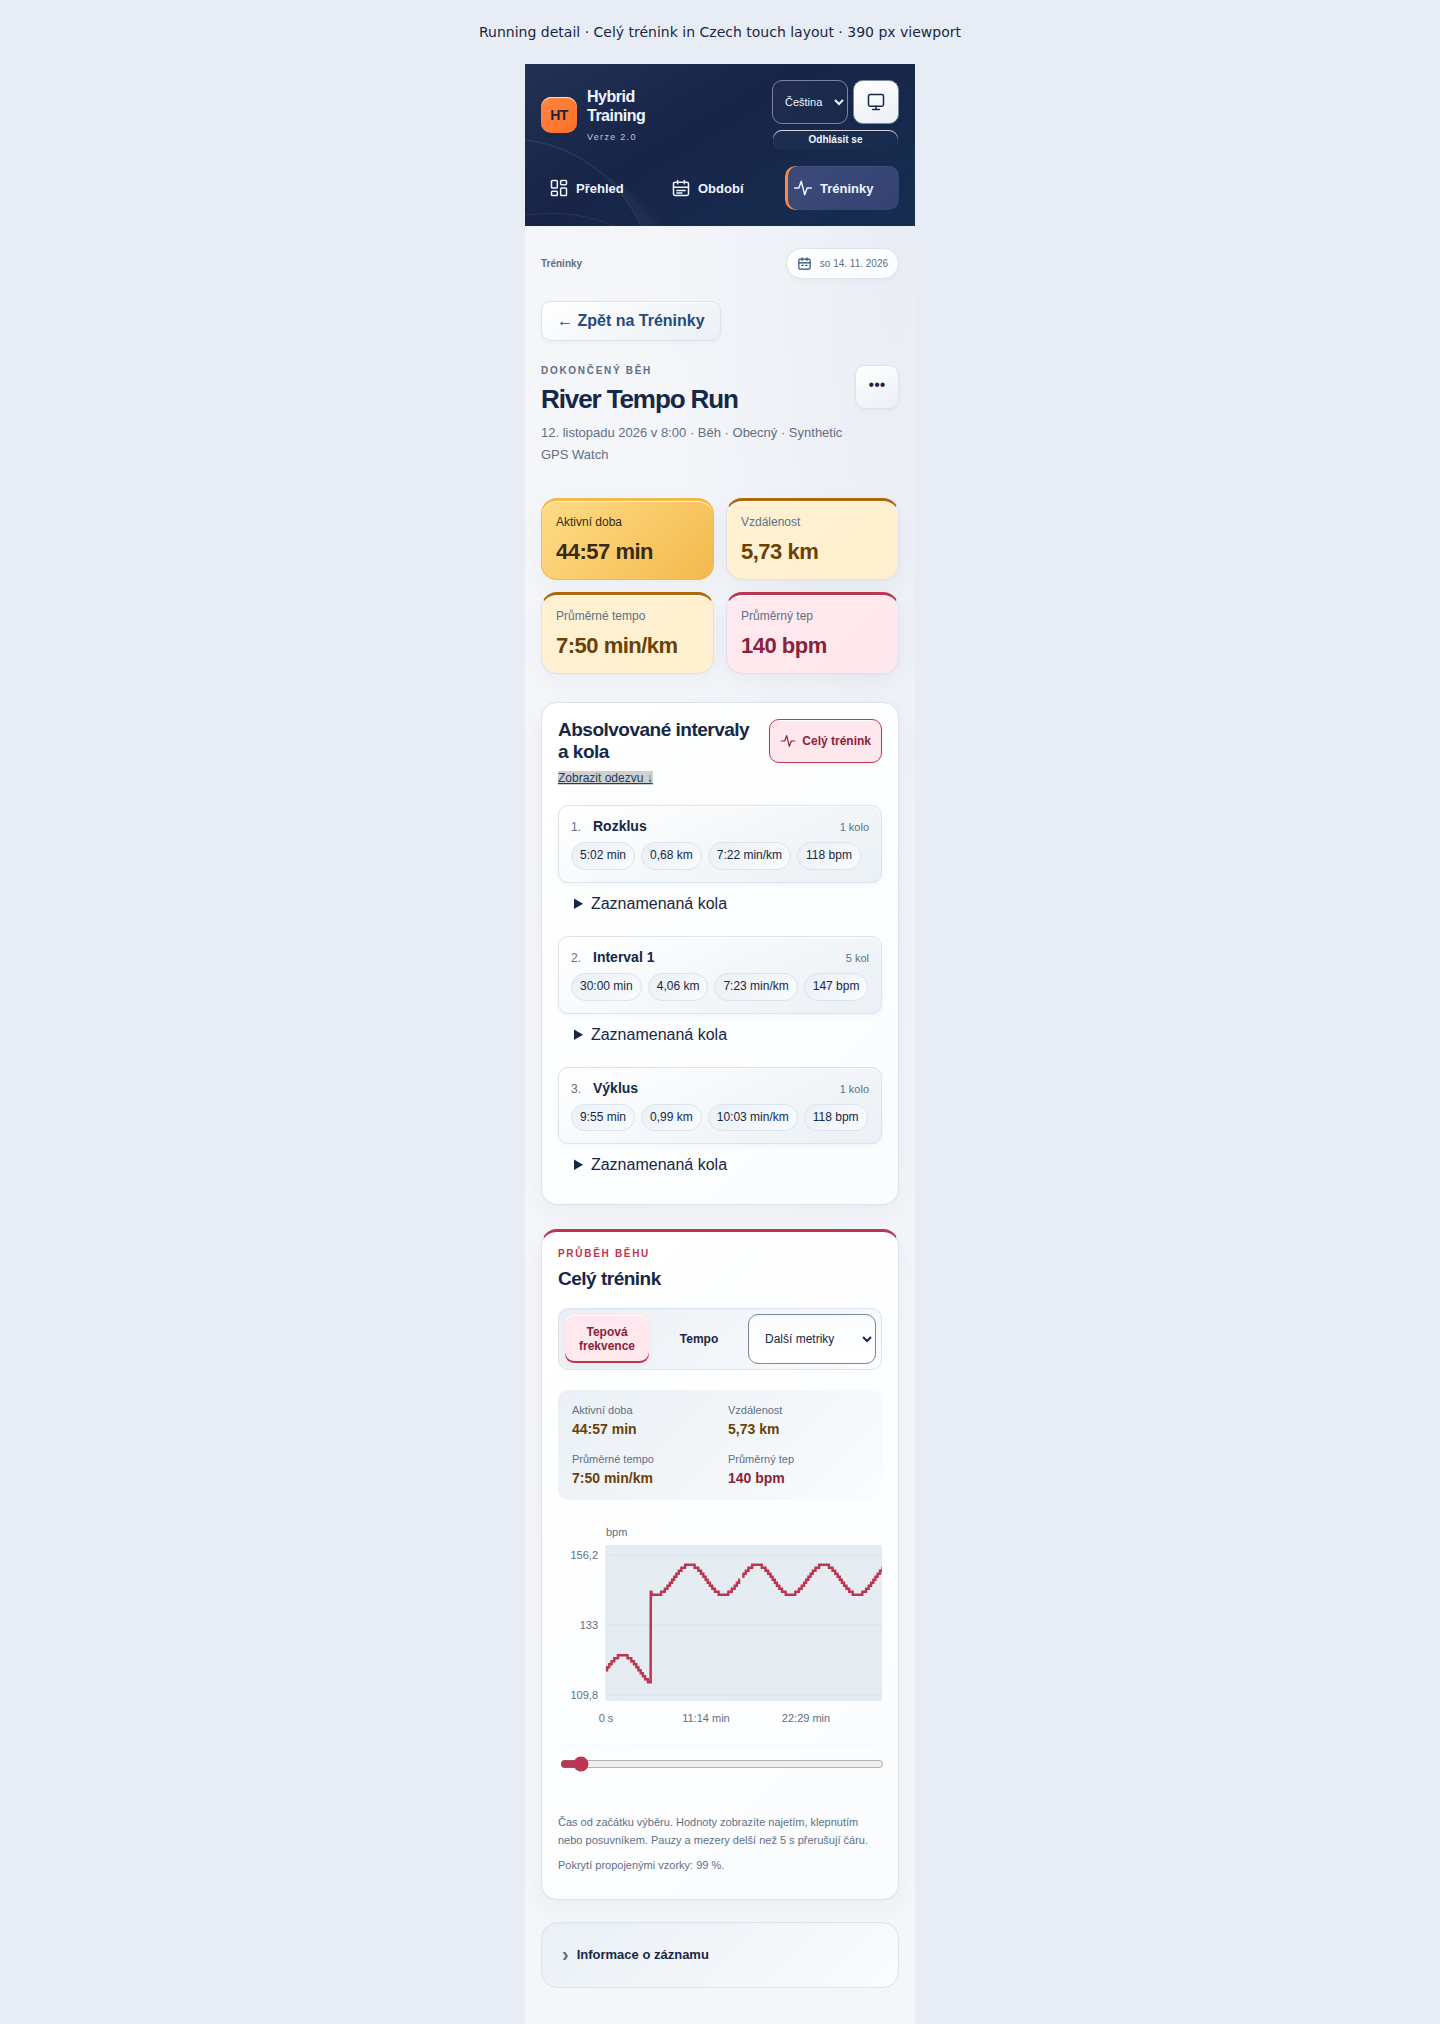 Running detail · Celý trénink in Czech touch layout · 390 px viewport
HT
Hybrid
Training
Verze 2.0
Čeština
Odhlásit se
Přehled
Období
Tréninky
Tréninky
so 14. 11. 2026
← Zpět na Tréninky
DOKONČENÝ BĚH
River Tempo Run
•••
12. listopadu 2026 v 8:00 · Běh · Obecný · Synthetic
GPS Watch
Aktivní doba
44:57 min
Vzdálenost
5,73 km
Průměrné tempo
7:50 min/km
Průměrný tep
140 bpm
Absolvované intervaly
a kola
Celý trénink
Zobrazit odezvu ↓
1. Rozklus 1 kolo
5:02 min 0,68 km 7:22 min/km 118 bpm
▶ Zaznamenaná kola
2. Interval 1 5 kol
30:00 min 4,06 km 7:23 min/km 147 bpm
▶ Zaznamenaná kola
3. Výklus 1 kolo
9:55 min 0,99 km 10:03 min/km 118 bpm
▶ Zaznamenaná kola
PRŮBĚH BĚHU
Celý trénink
Tepová
frekvence
Tempo
Další metriky
Aktivní doba
44:57 min
Vzdálenost
5,73 km
Průměrné tempo
7:50 min/km
Průměrný tep
140 bpm
bpm
156,2
133
109,8
0 s 11:14 min 22:29 min
Čas od začátku výběru. Hodnoty zobrazíte najetím, klepnutím
nebo posuvníkem. Pauzy a mezery delší než 5 s přerušují čáru.
Pokrytí propojenými vzorky: 99 %.
› Informace o záznamu